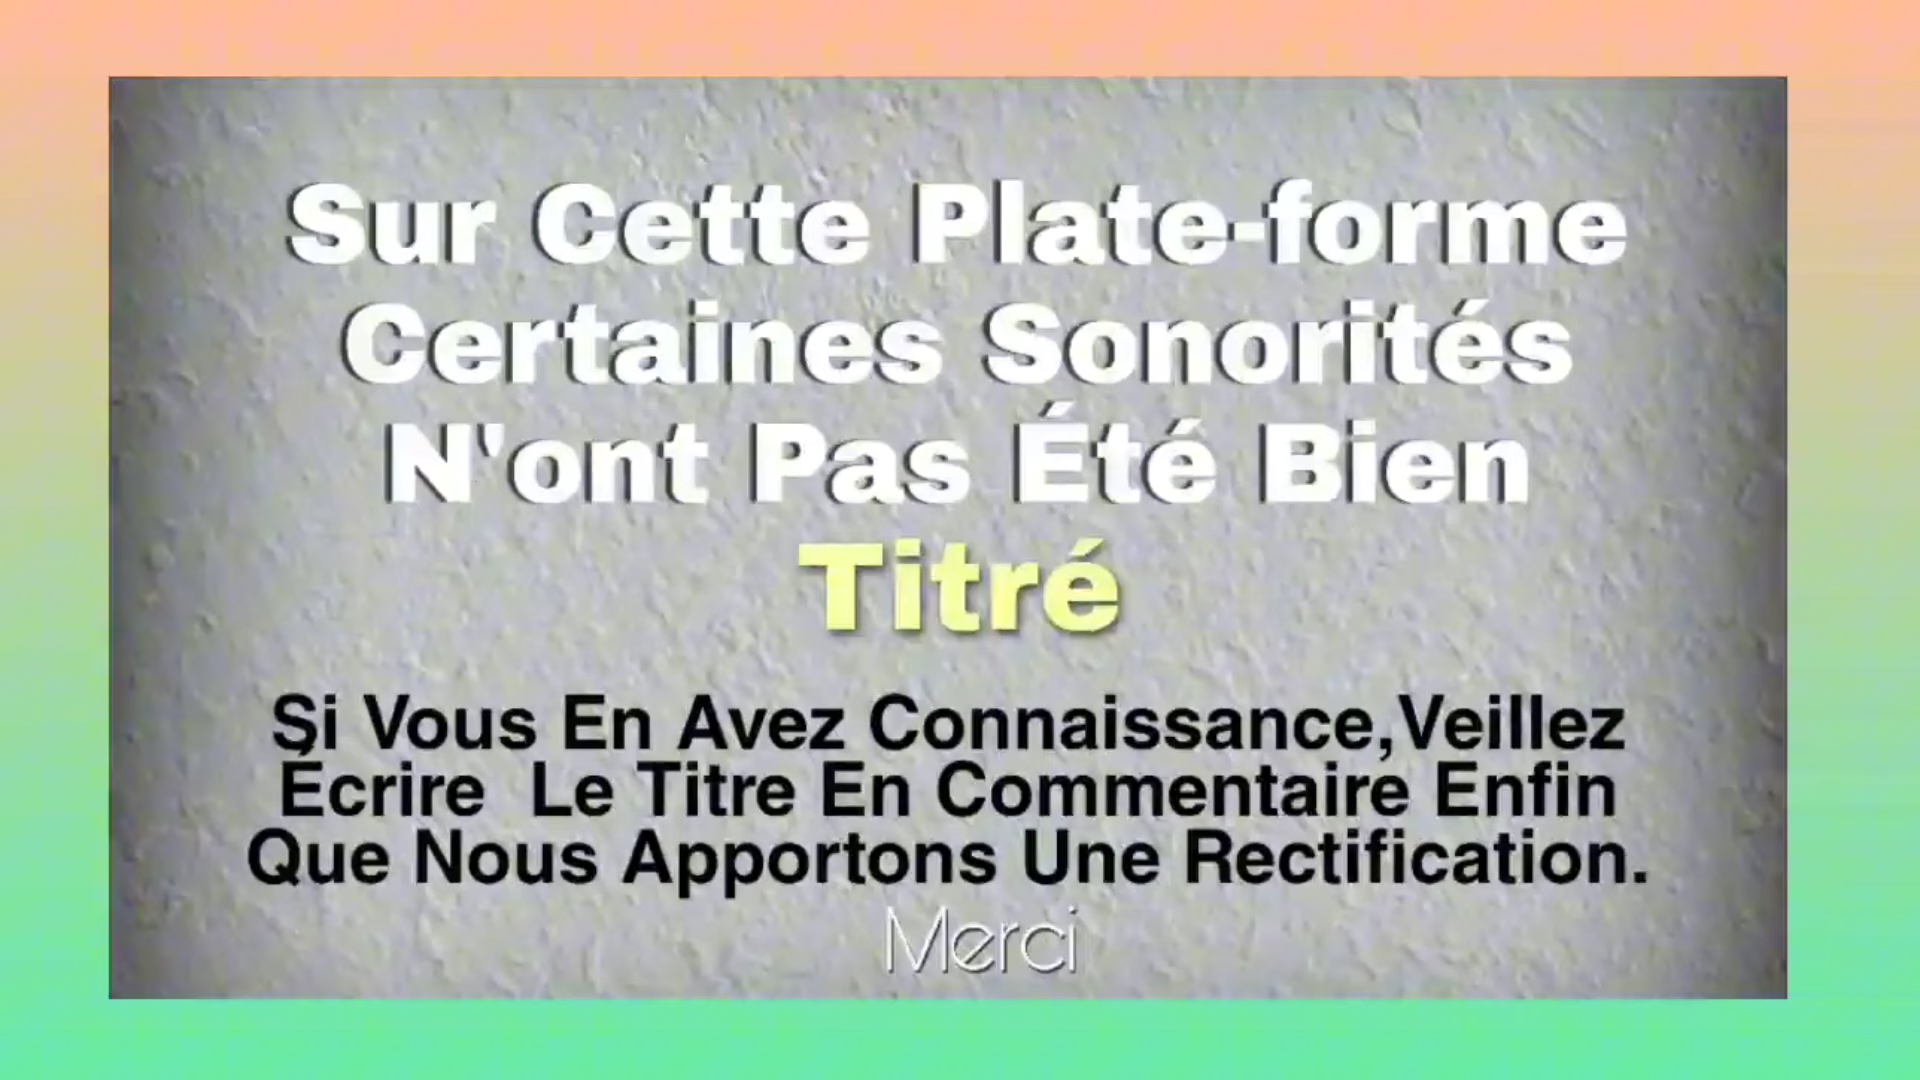 Sur Cette Plate-forme
Certaines Sonorités
N'ont Pas Été Bien
Titré
Si Vous En Avez Connaissance,Veillez
Écrire  Le Titre En Commentaire Enfin
Que Nous Apportons Une Rectification.
Merci